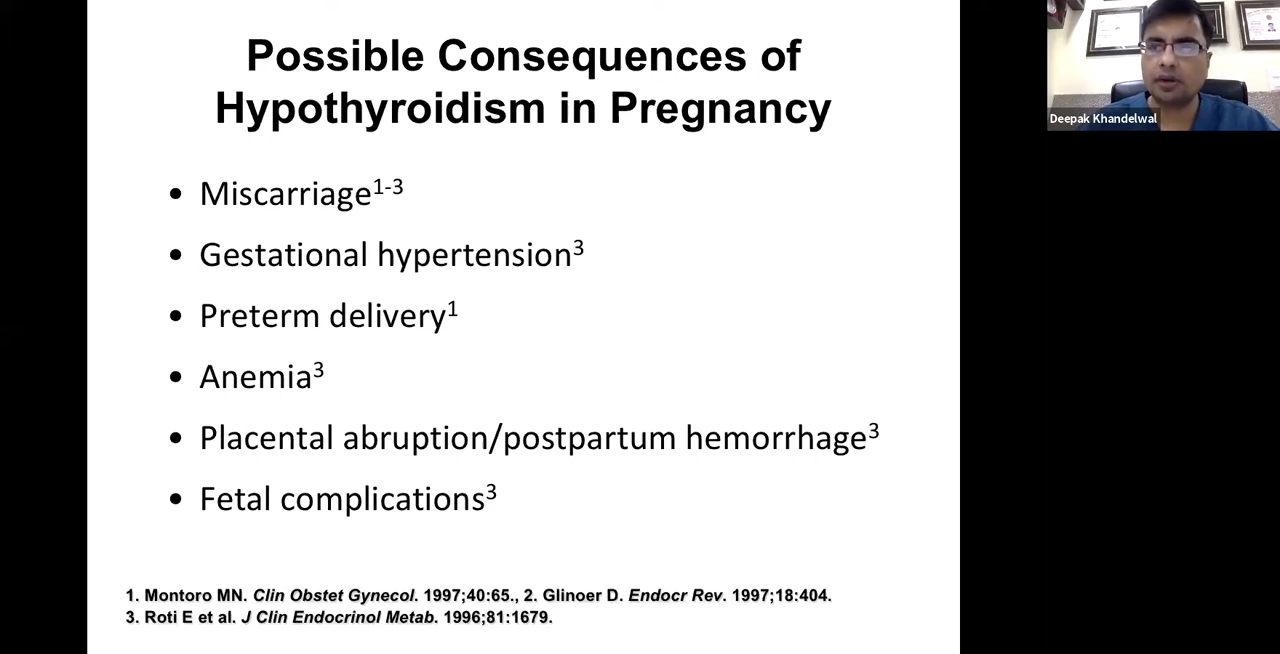 Possible Consequences of
Hypothyroidism in Pregnancy
• Miscarriage1-3
• Gestational hypertension3
• Preterm delivery1
• Anemia3
• Placental abruption/postpartum hemorrhage3
• Fetal complications3
1. Montoro MN. Clin Obstet Gynecol. 1997;40:65., 2. Glinoer D. Endocr Rev. 1997;18:404.
3. Roti E et al. J Clin Endocrinol Metab. 1996;81:1679.
Deepak Khandelwal